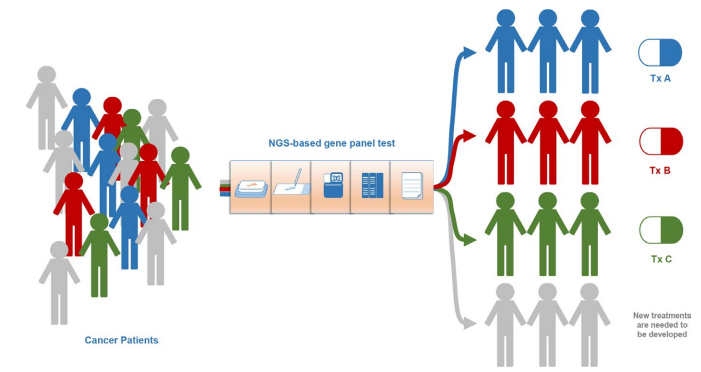 NGS-based gene panel test
Cancer Patients
Tx A
Tx B
Tx C
New treatments
are needed to
be developed